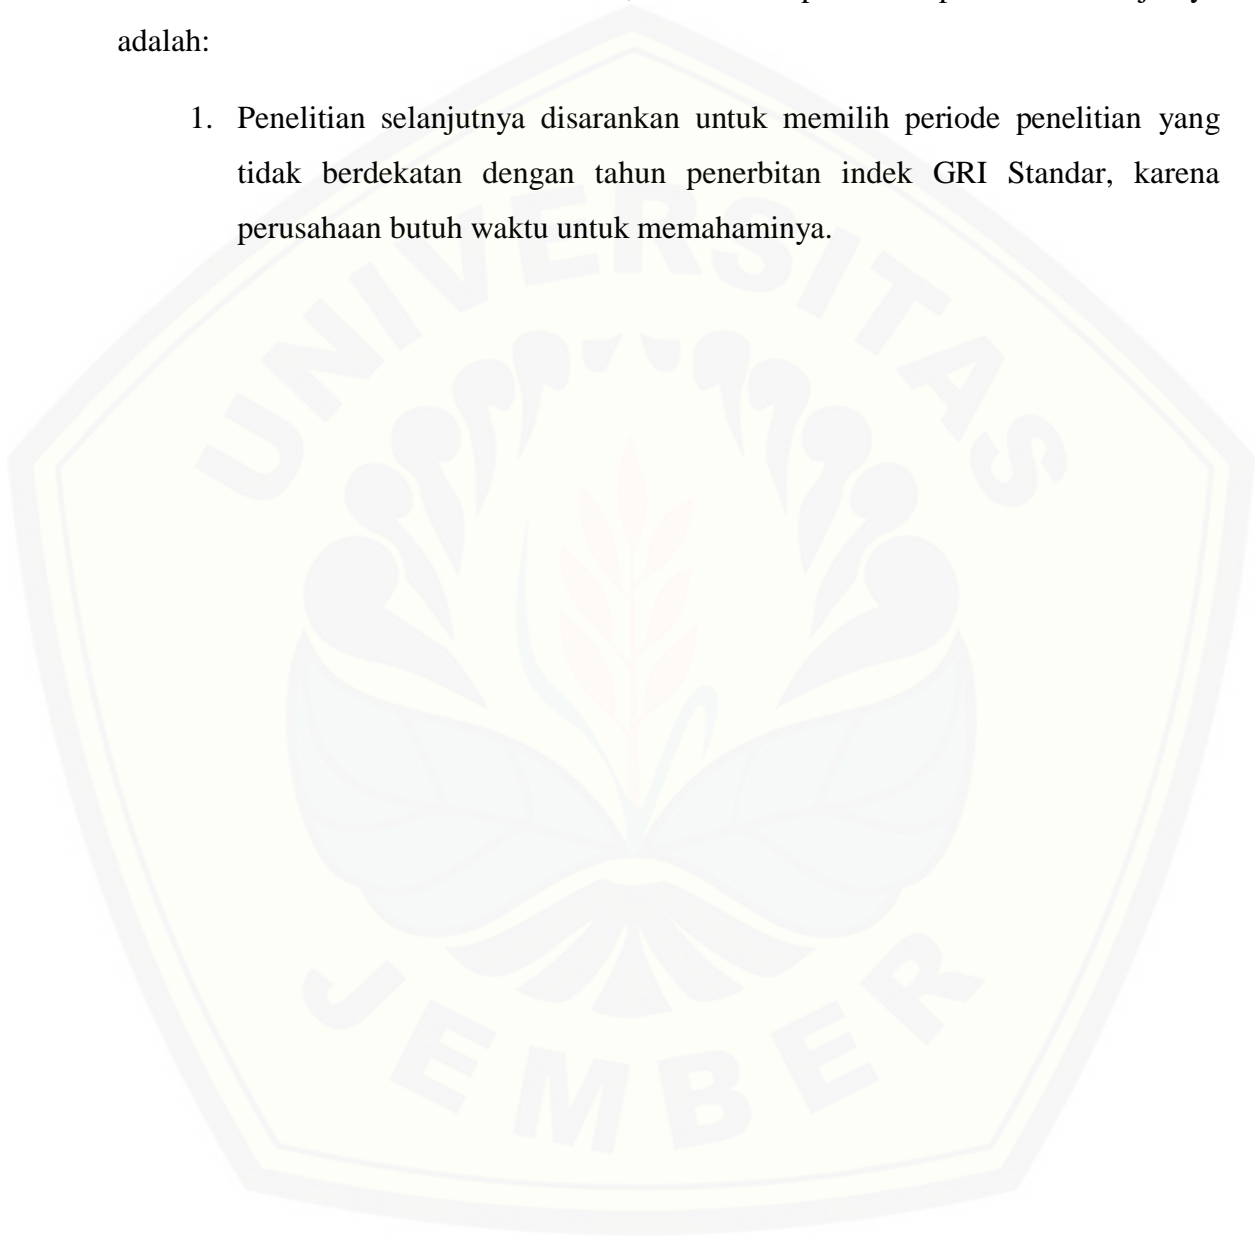 adalah:
1. Penelitian selanjutnya disarankan untuk memilih periode penelitian yang
tidak berdekatan dengan tahun penerbitan indek GRI Standar, karena
perusahaan butuh waktu untuk memahaminya.
UNIVERSITAS
JEMBER